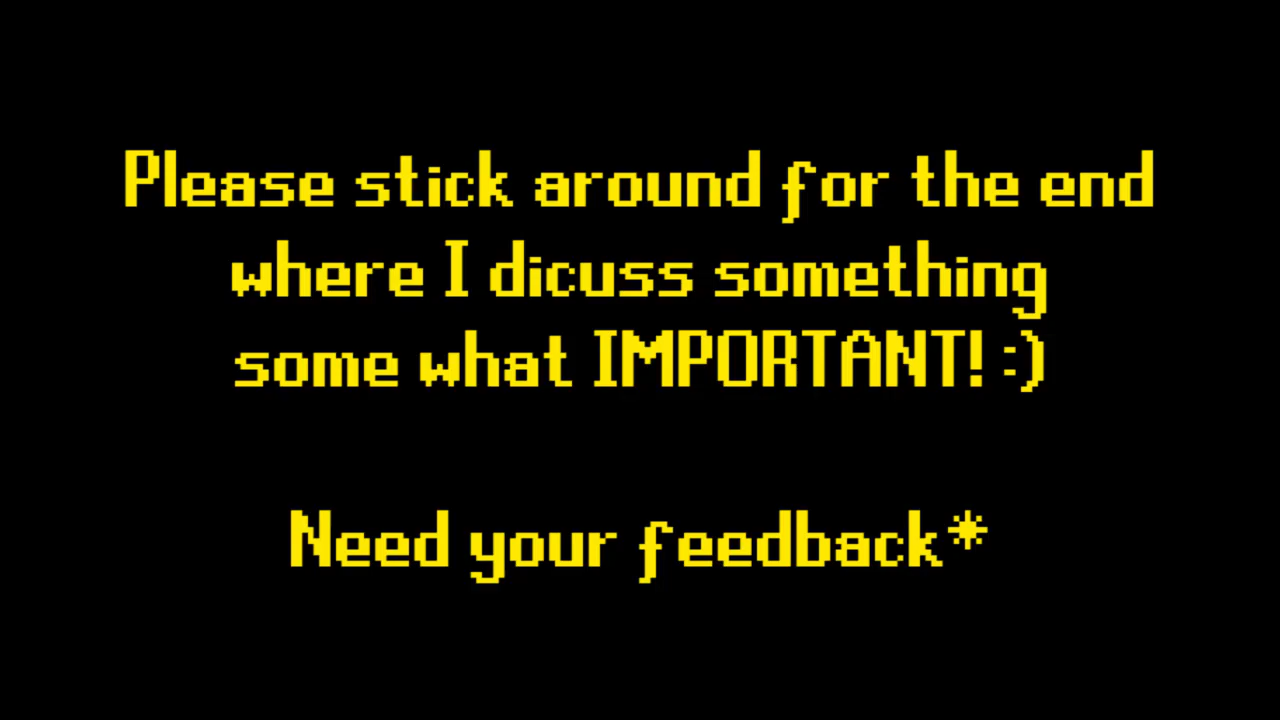 Please stick around for the end
where I dicuss something
some what IMPORTANT! :)
Need your feedback*